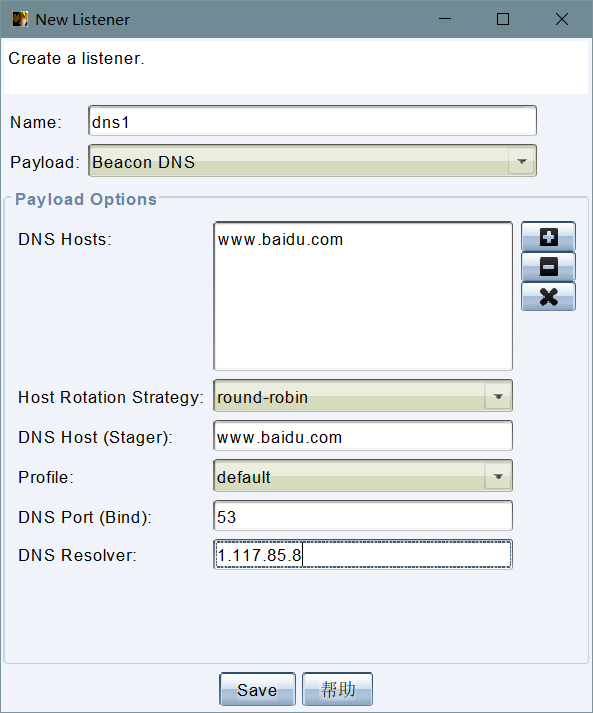 New Listener
Create a listener.
Name: dns1
Payload: Beacon DNS
Payload Options
DNS Hosts: www.baidu.com
Host Rotation Strategy: round-robin
DNS Host (Stager): www.baidu.com
Profile: default
DNS Port (Bind): 53
DNS Resolver: 1.117.85.8
Save 帮助